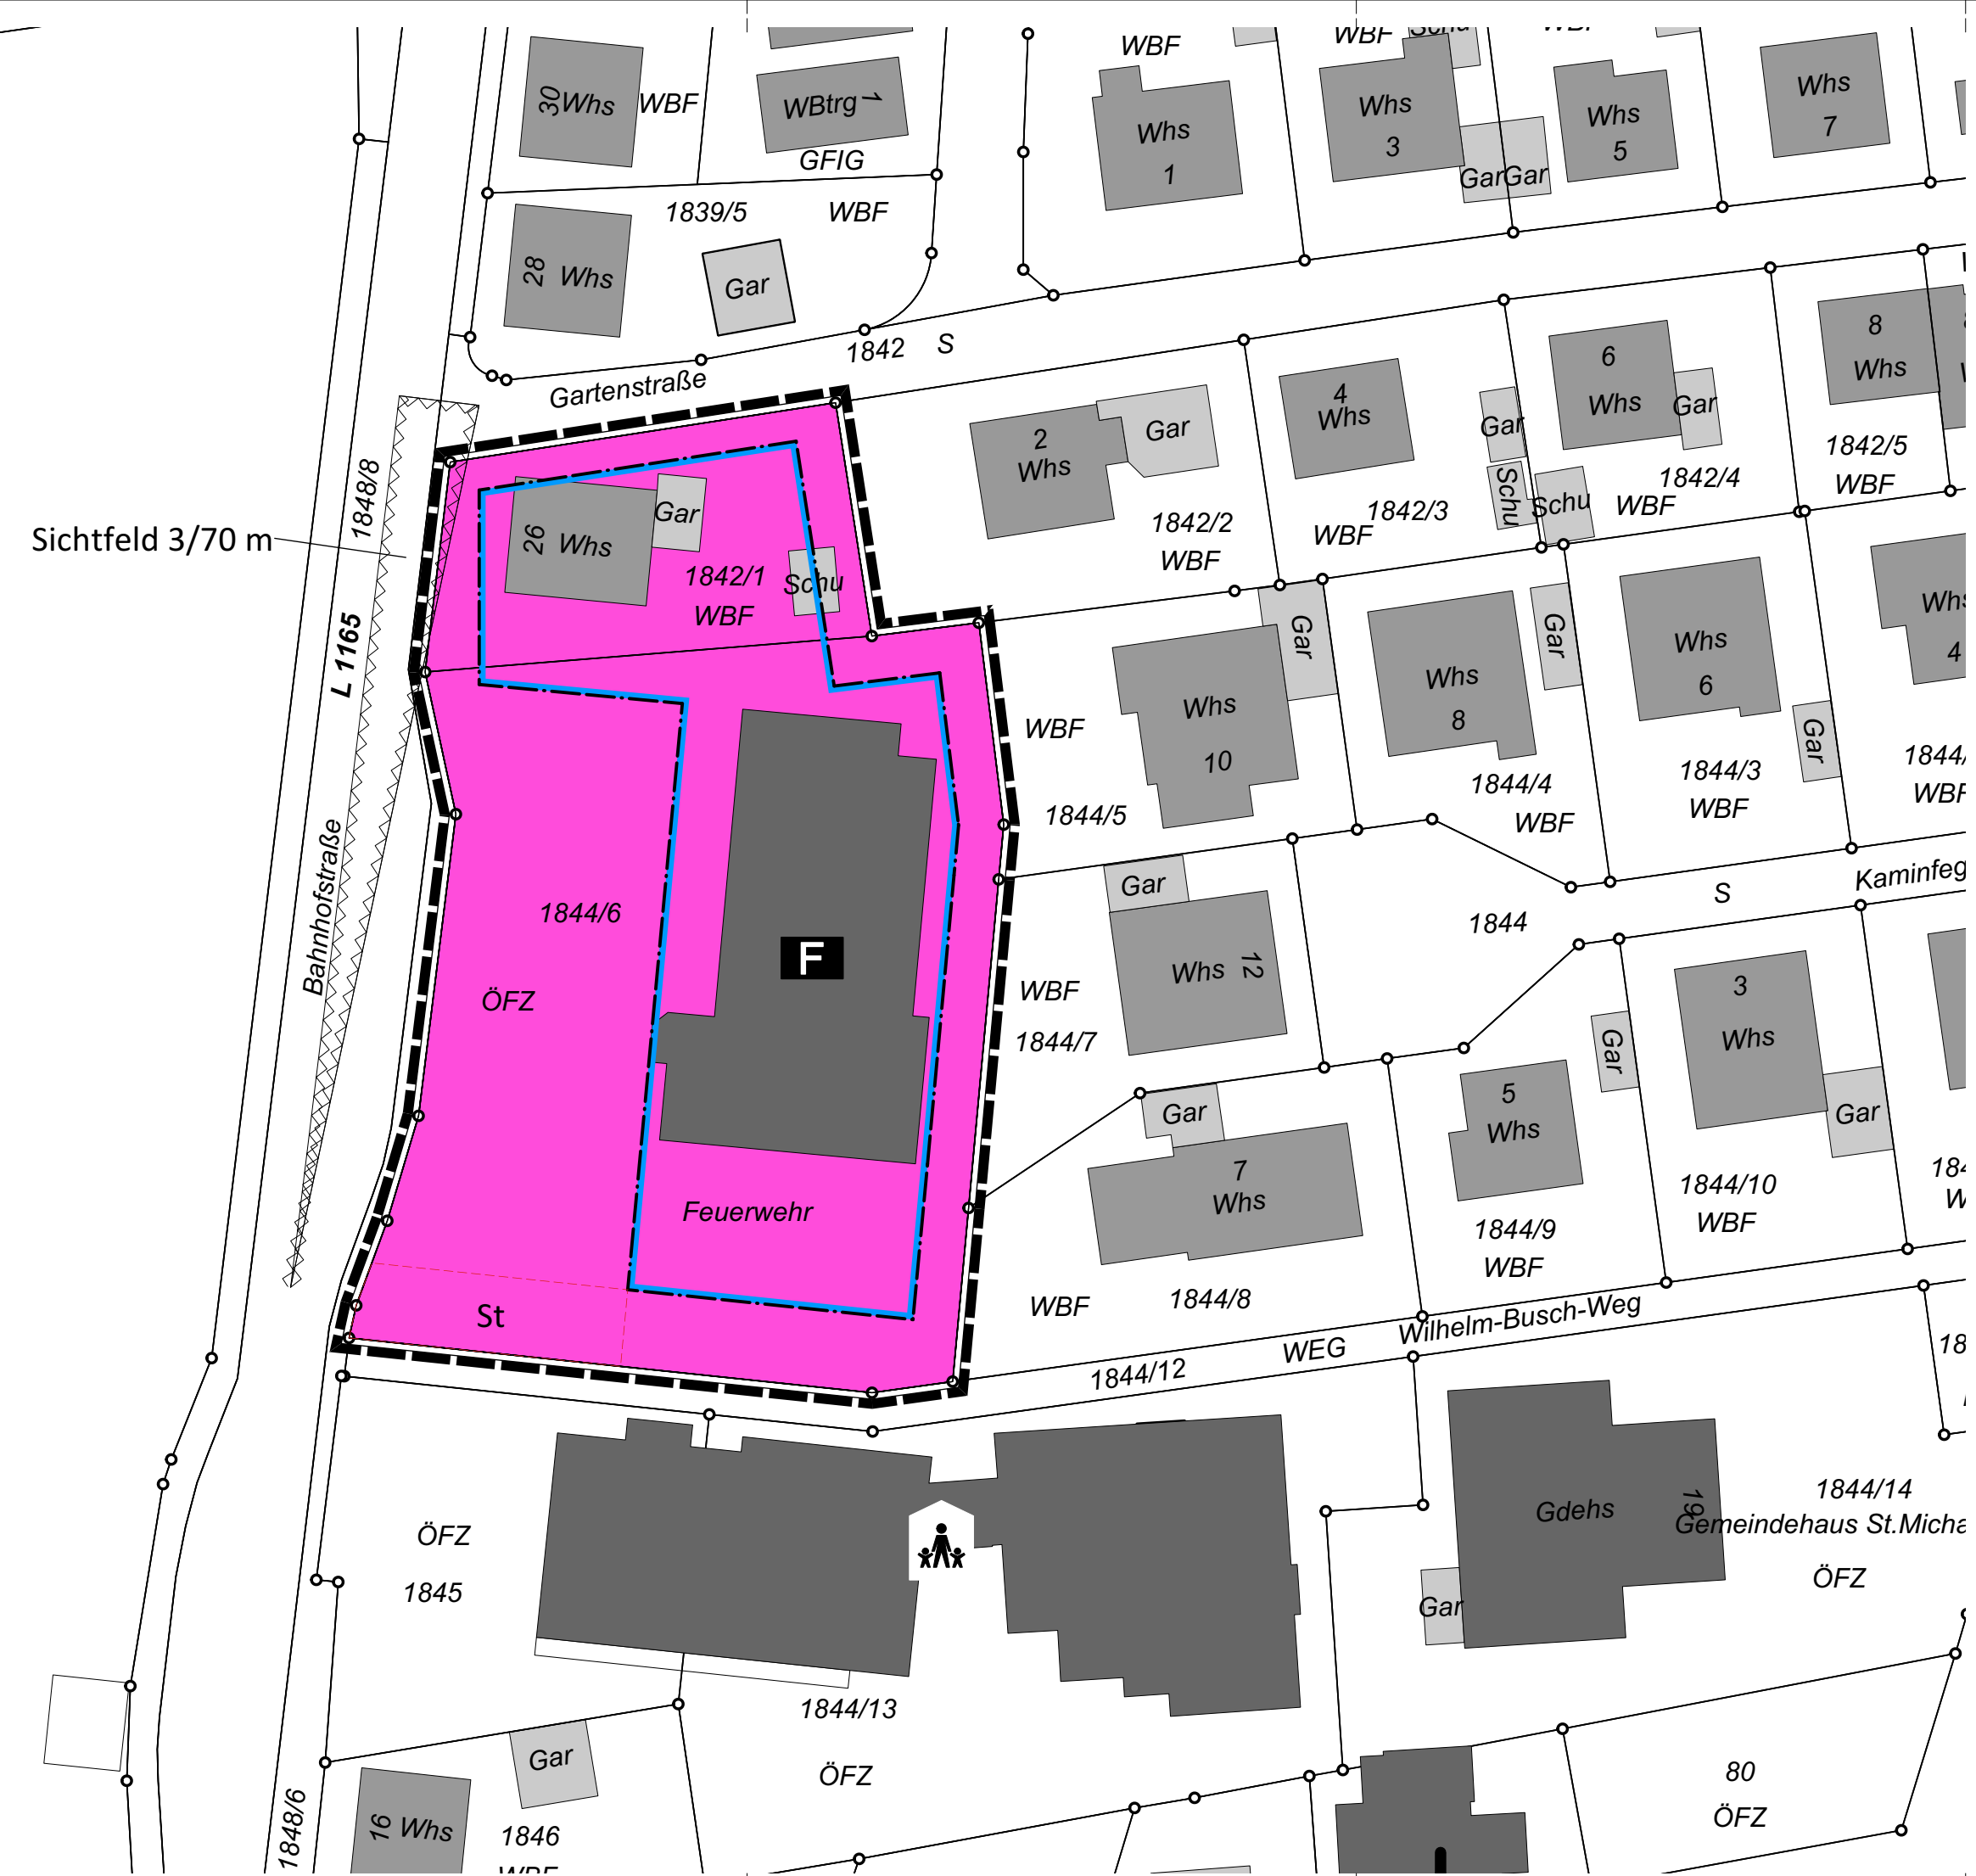 WBF
WBF
30
Whs
WBF
WBtrg
1
GFIG
Whs
1
Whs
3
Gar
Gar
Whs
5
Whs
7
1839/5
WBF
28
Whs
Gar
1842
S
Gartenstraße
1848/8
Sichtfeld 3/70 m
L 1165
Bahnhofstraße
26
Whs
Gar
Schu
1842/1
WBF
2
Whs
Gar
1842/2
WBF
4
Whs
1842/3
WBF
Gar
Schu
Schu
6
Whs
Gar
1842/4
WBF
8
Whs
1842/5
WBF
WBF
1844/5
Whs
10
Gar
Whs
8
Gar
1844/4
WBF
Whs
6
Gar
1844/3
WBF
Whs
4
1844/
WBF
1844/6
ÖFZ
F
Feuerwehr
St
Gar
Whs
12
WBF
1844/7
1844
S
Kaminfeg
Gar
7
Whs
WBF
1844/8
5
Whs
1844/9
WBF
Gar
3
Whs
Gar
1844/10
WBF
Wilhelm-Busch-Weg
WEG
1844/12
ÖFZ
1845
Gdehs
19
1844/14
Gemeindehaus St.Micha
ÖFZ
Gar
1844/13
ÖFZ
Gar
16
Whs
1846
1848/6
80
ÖFZ